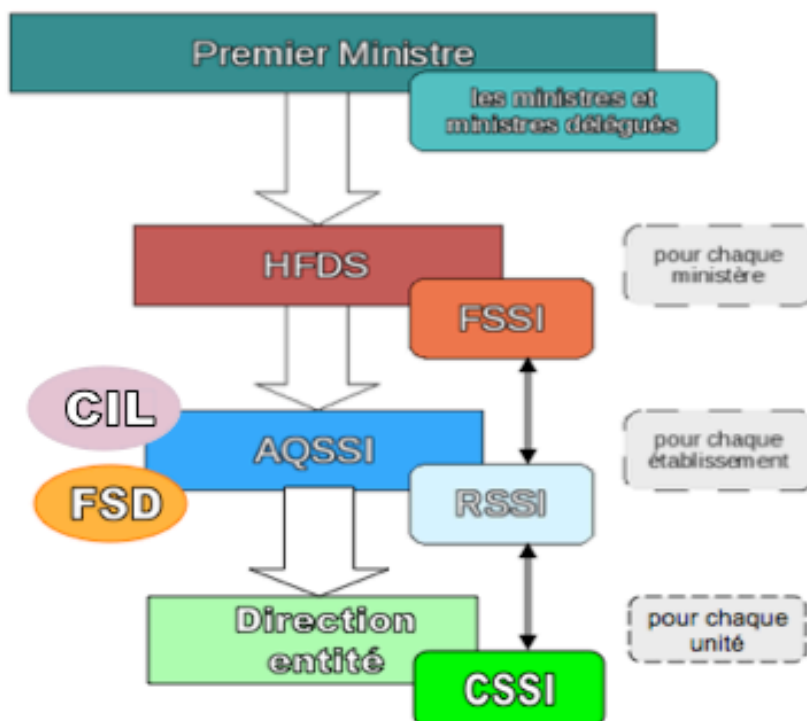 Premier Ministre
les ministres et
ministres délégués
HFDS
pour chaque
ministère
FSSI
CIL
AQSSI
pour chaque
établissement
FSD
RSSI
Direction
entité
pour chaque
unité
CSSI